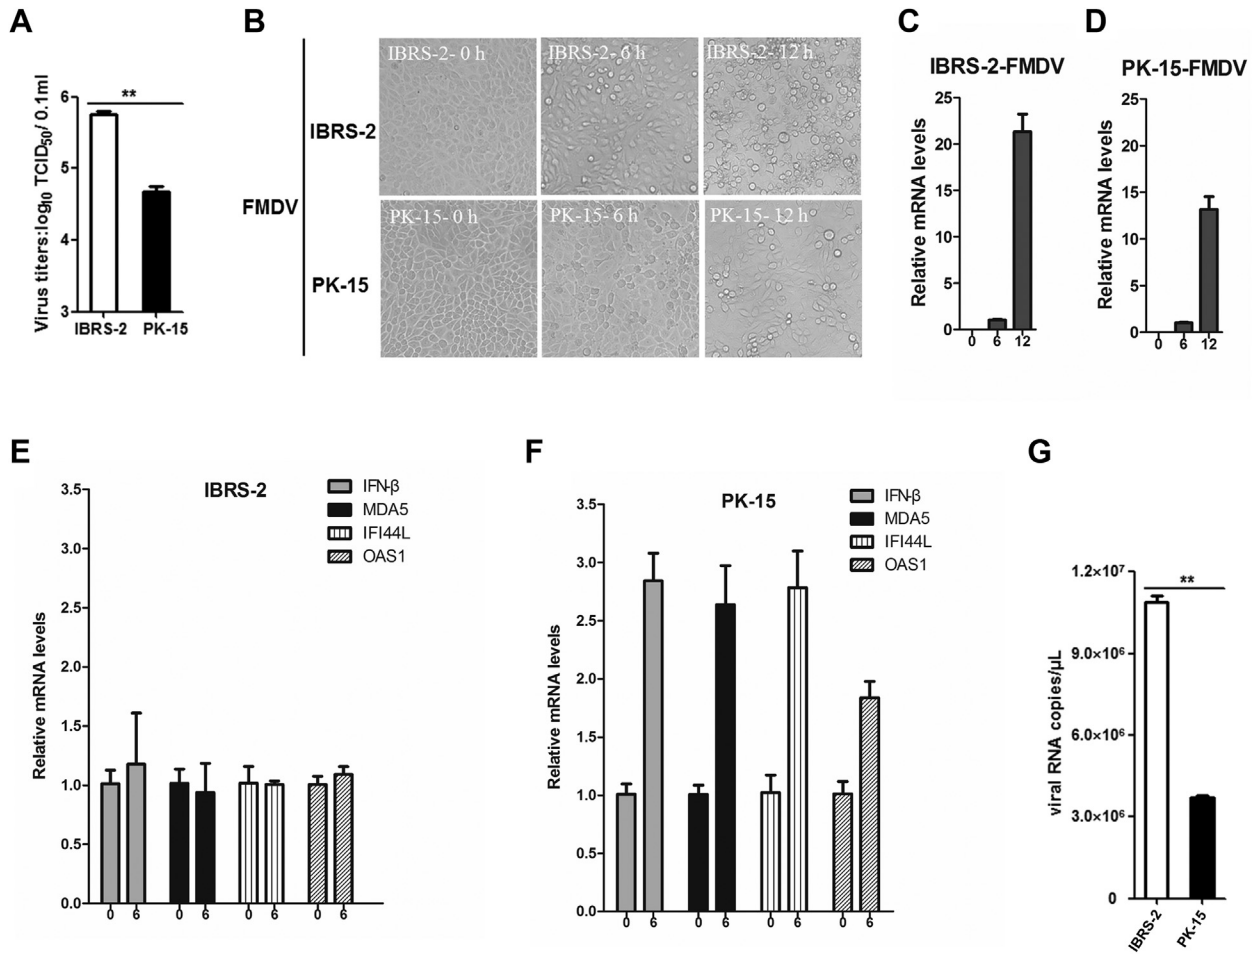 A
B
C
D
IBRS-2-FMDV
PK-15-FMDV
**
Virus titers:log10 TCID50/ 0.1ml
6
5
4
3
IBRS-2
PK-15
FMDV
IBRS-2
PK-15
IBRS-2- 0 h
IBRS-2- 6 h
IBRS-2- 12 h
PK-15- 0 h
PK-15- 6 h
PK-15- 12 h
Relative mRNA levels
25
20
15
10
5
0
0 6 12
Relative mRNA levels
25
20
15
10
5
0
0 6 12
E
IBRS-2
IFN-β
MDA5
IFI44L
OAS1
Relative mRNA levels
3.5
3.0
2.5
2.0
1.5
1.0
0.5
0.0
0 6 0 6 0 6 0 6
F
PK-15
IFN-β
MDA5
IFI44L
OAS1
Relative mRNA levels
3.5
3.0
2.5
2.0
1.5
1.0
0.5
0.0
0 6 0 6 0 6 0 6
G
**
viral RNA copies/μL
1.2×10⁷
9.0×10⁶
6.0×10⁶
3.0×10⁶
0
IBRS-2
PK-15